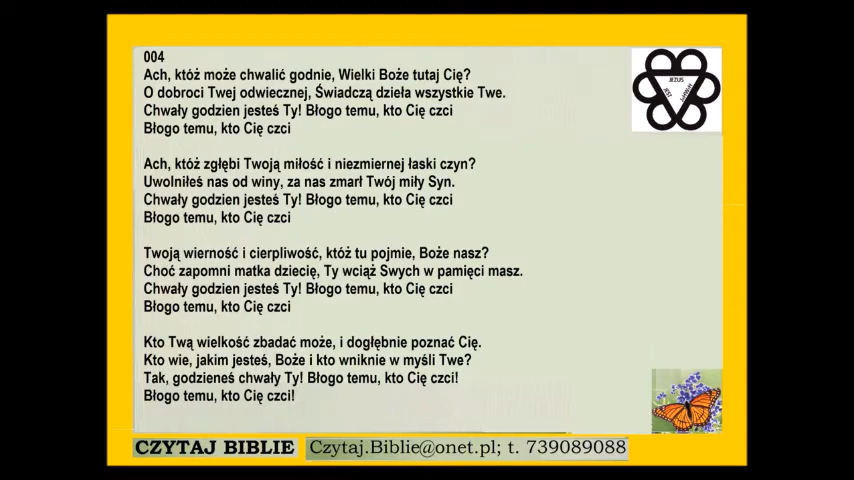 004
Ach, któż może chwalić godnie, Wielki Boże tutaj Cię?
O dobroci Twej odwiecznej, Świadczą dzieła wszystkie Twe.
Chwały godzien jesteś Ty! Błogo temu, kto Cię czci
Błogo temu, kto Cię czci
Ach, któż zgłębi Twoją miłość i niezmiernej łaski czyn?
Uwolniłeś nas od winy, za nas zmarł Twój miły Syn.
Chwały godzien jesteś Ty! Błogo temu, kto Cię czci
Błogo temu, kto Cię czci
Twoją wierność i cierpliwość, któż tu pojmie, Boże nasz?
Choć zapomni matka dziecię, Ty wciąż Swych w pamięci masz.
Chwały godzien jesteś Ty! Błogo temu, kto Cię czci
Błogo temu, kto Cię czci
Kto Twą wielkość zbadać może, i dogłębnie poznać Cię.
Kto wie, jakim jesteś, Boże i kto wniknie w myśli Twe?
Tak, godzieneś chwały Ty! Błogo temu, kto Cię czci!
Błogo temu, kto Cię czci!
JEZUS
JEST
CZYTAJ BIBLIE
Czytaj.Biblie@onet.pl; t. 739089088